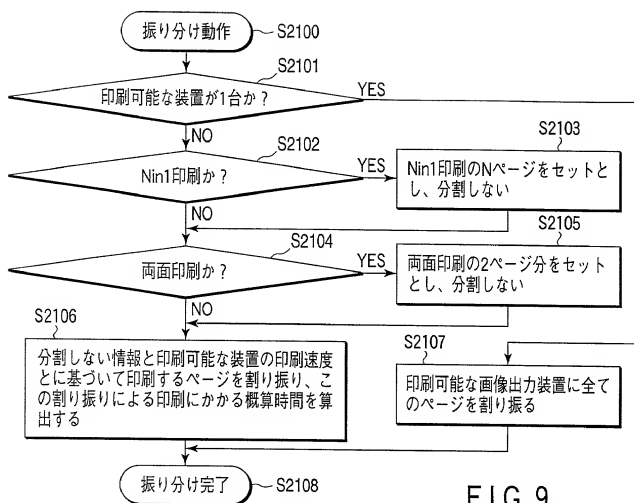 振り分け動作
S2100
S2101
印刷可能な装置が1台か？
YES
NO
S2102
Nin1印刷か？
YES
S2103
Nin1印刷のNページをセットと
し、分割しない
NO
S2104
両面印刷か？
YES
S2105
両面印刷の2ページ分をセット
とし、分割しない
NO
S2106
分割しない情報と印刷可能な装置の印刷速度
とに基づいて印刷するページを割り振り、こ
の割り振りによる印刷にかかる概算時間を算
出する
S2107
印刷可能な画像出力装置に全て
のページを割り振る
振り分け完了
S2108
FIG. 9